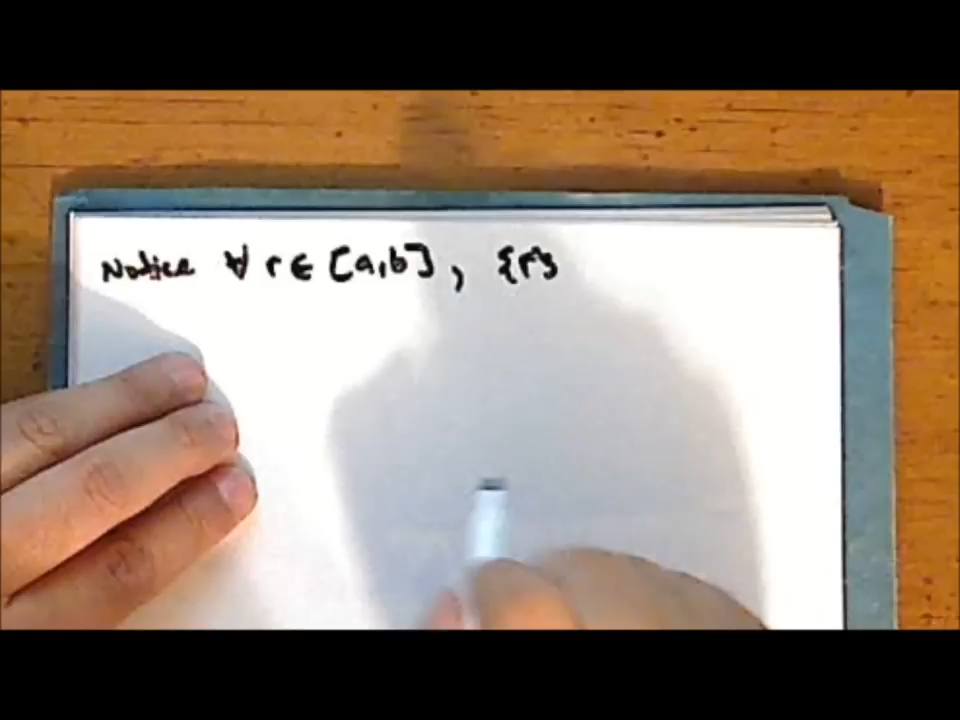 Notice ∀ r ∈ [a,b], {r}